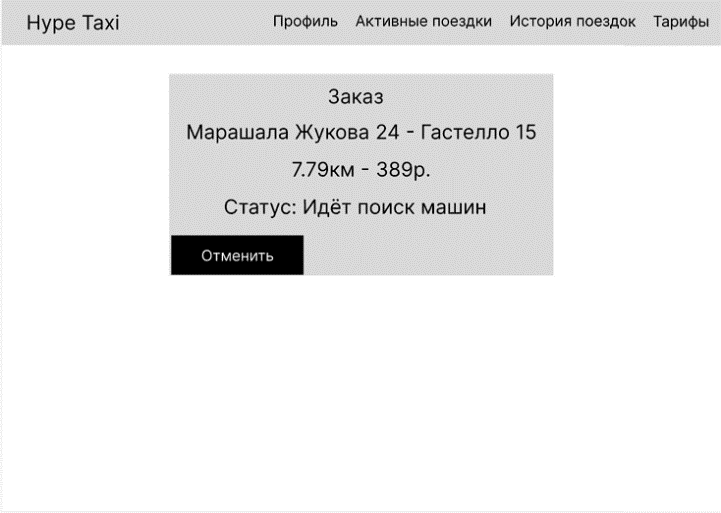 Hype Taxi Профиль Активные поездки История поездок Тарифы
Заказ
Марашала Жукова 24 - Гастелло 15
7.79км - 389р.
Статус: Идёт поиск машин
Отменить